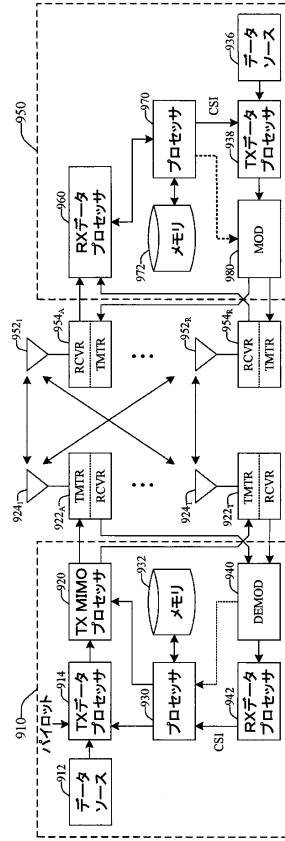 910
950
パイロット
912
データ
ソース
914
TXデータ
プロセッサ
920
TX MIMO
プロセッサ
930
プロセッサ
932
メモリ
CSI
942
RXデータ
プロセッサ
940
DEMOD
924₁
922A
TMTR
RCVR
⋮
924T
922T
TMTR
RCVR
952₁
954A
RCVR
TMTR
⋮
952R
954R
RCVR
TMTR
960
RXデータ
プロセッサ
970
プロセッサ
972
メモリ
CSI
936
データ
ソース
938
TXデータ
プロセッサ
980
MOD